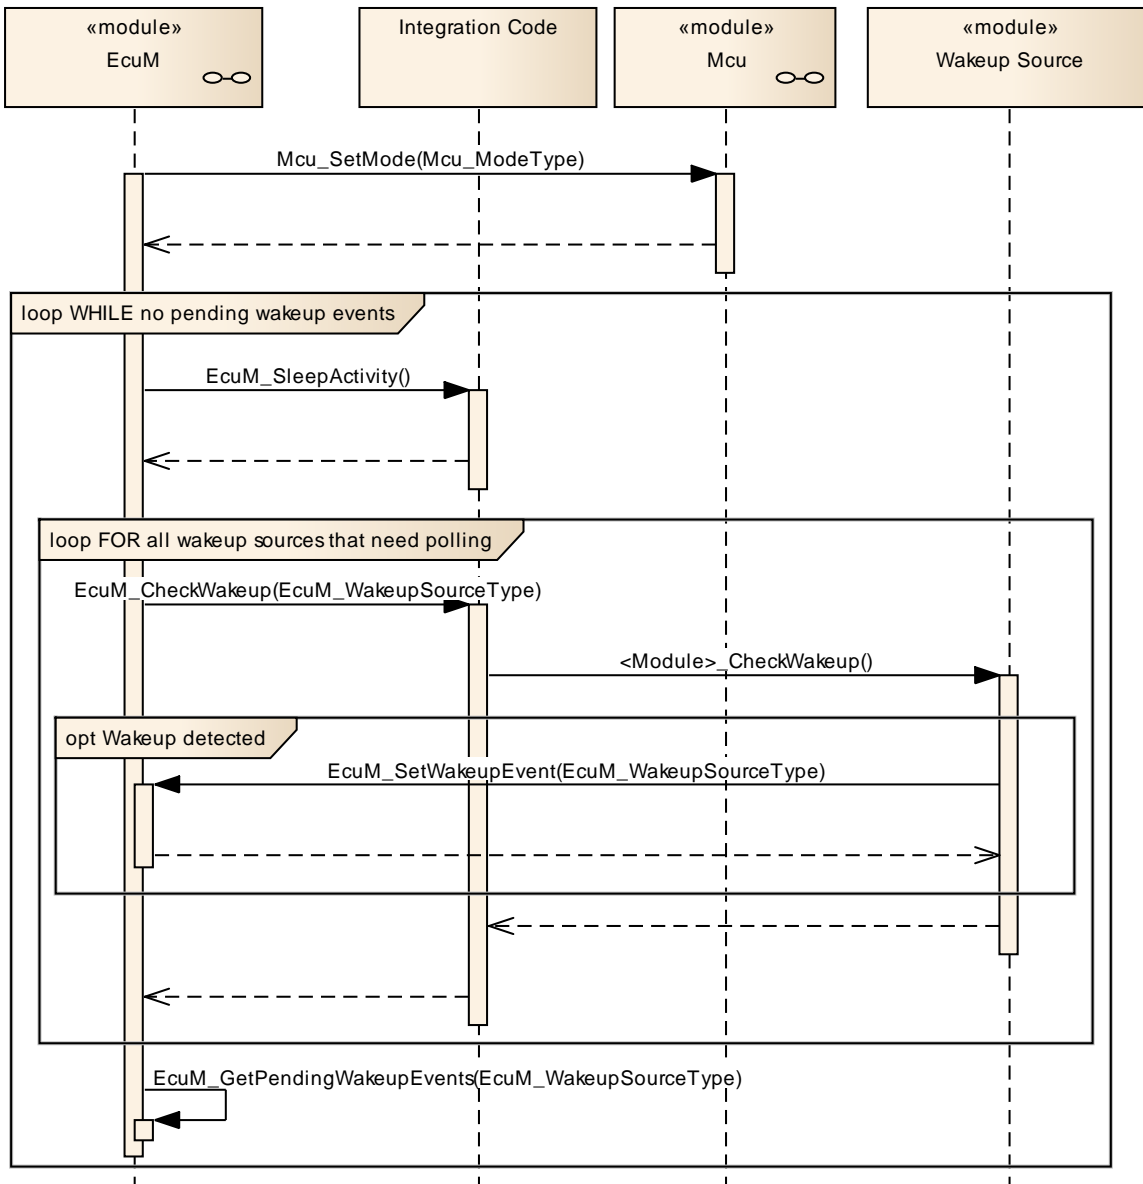 «module»
EcuM
Integration Code
«module»
Mcu
«module»
Wakeup Source
Mcu_SetMode(Mcu_ModeType)
loop WHILE no pending wakeup events
EcuM_SleepActivity()
loop FOR all wakeup sources that need polling
EcuM_CheckWakeup(EcuM_WakeupSourceType)
<Module>_CheckWakeup()
opt Wakeup detected
EcuM_SetWakeupEvent(EcuM_WakeupSourceType)
EcuM_GetPendingWakeupEvents(EcuM_WakeupSourceType)